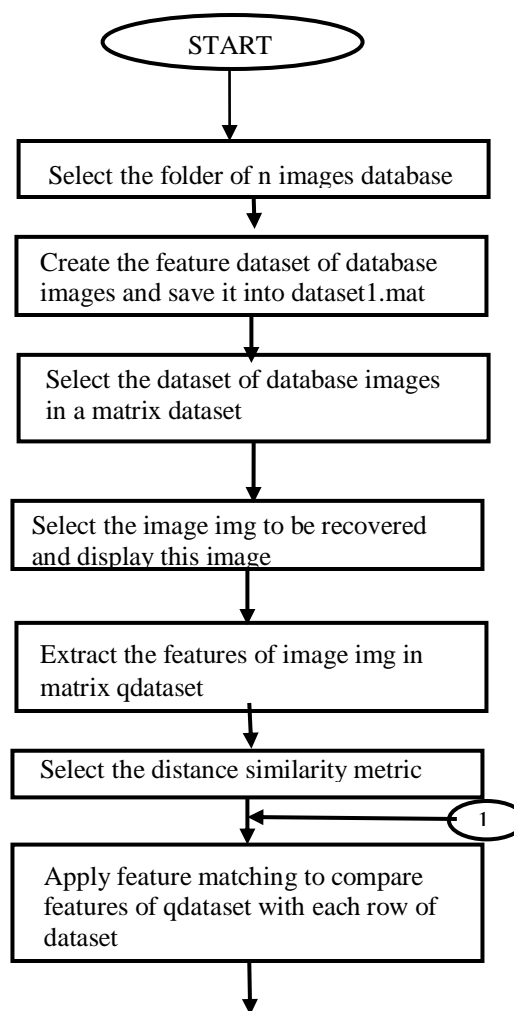 START
Select the folder of n images database
Create the feature dataset of database
images and save it into dataset1.mat
Select the dataset of database images
in a matrix dataset
Select the image img to be recovered
and display this image
Extract the features of image img in
matrix qdataset
Select the distance similarity metric
1
Apply feature matching to compare
features of qdataset with each row of
dataset